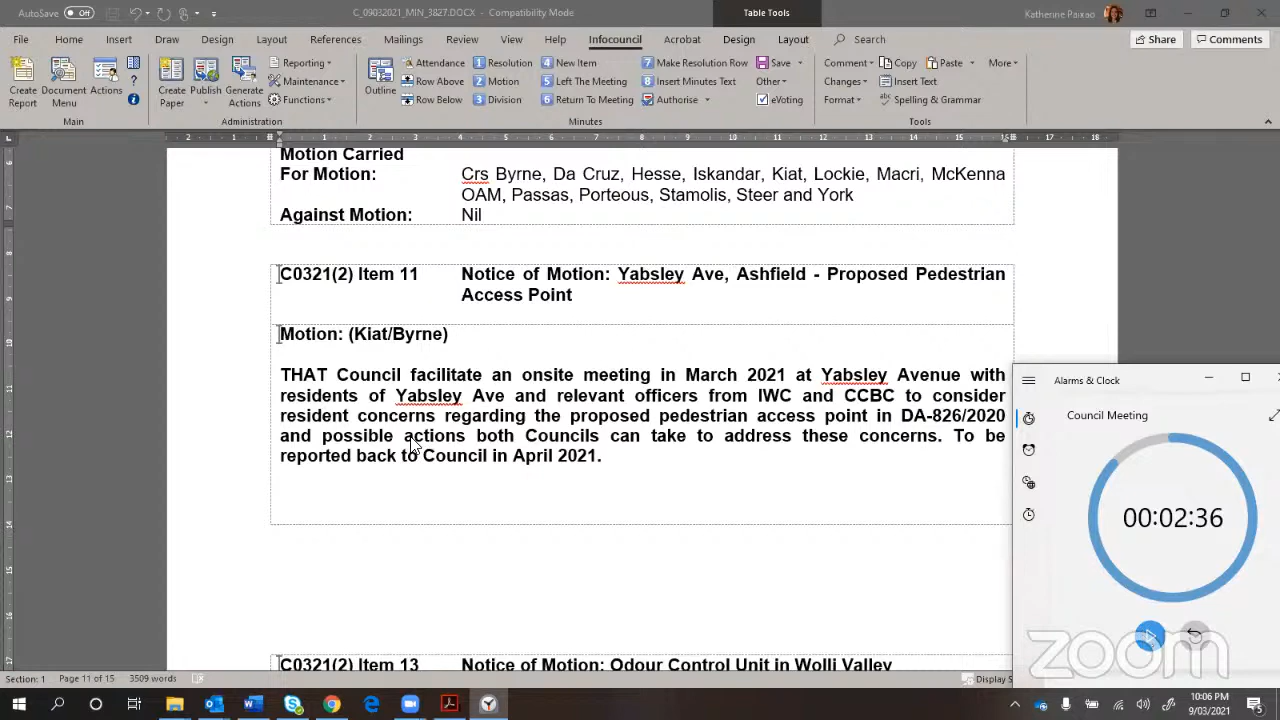 AutoSave Off
C_09032021_MIN_3827.DOCX - Compatibility Mode
Table Tools
Katherine Paixao
File Home Insert Draw Design Layout References Mailings Review View Help Infocouncil Acrobat Design Layout Search Share Comments
Reporting Attendance 1 Resolution 4 New Item 7 Make Resolution Row Save Comment Copy Paste More
Maintenance Row Above 2 Motion 5 Left The Meeting 8 Insert Minutes Text Other Changes Insert Text
Functions Row Below 3 Division 6 Return To Meeting Authorise eVoting Format Spelling & Grammar
Create Report Document Menu Actions Create Paper Publish Generate Actions Outline
Main Administration Minutes Tools
Motion Carried
For Motion: Crs Byrne, Da Cruz, Hesse, Iskandar, Kiat, Lockie, Macri, McKenna
OAM, Passas, Porteous, Stamolis, Steer and York
Against Motion: Nil
C0321(2) Item 11 Notice of Motion: Yabsley Ave, Ashfield - Proposed Pedestrian
Access Point
Motion: (Kiat/Byrne)
THAT Council facilitate an onsite meeting in March 2021 at Yabsley Avenue with
residents of Yabsley Ave and relevant officers from IWC and CCBC to consider
resident concerns regarding the proposed pedestrian access point in DA-826/2020
and possible actions both Councils can take to address these concerns. To be
reported back to Council in April 2021.
C0321(2) Item 13 Notice of Motion: Odour Control Unit in Wolli Valley
Alarms & Clock
Council Meeting
00:02:36
zoom
Section: 1 Page 11 of 15 3509 words Display S
10:06 PM
9/03/2021